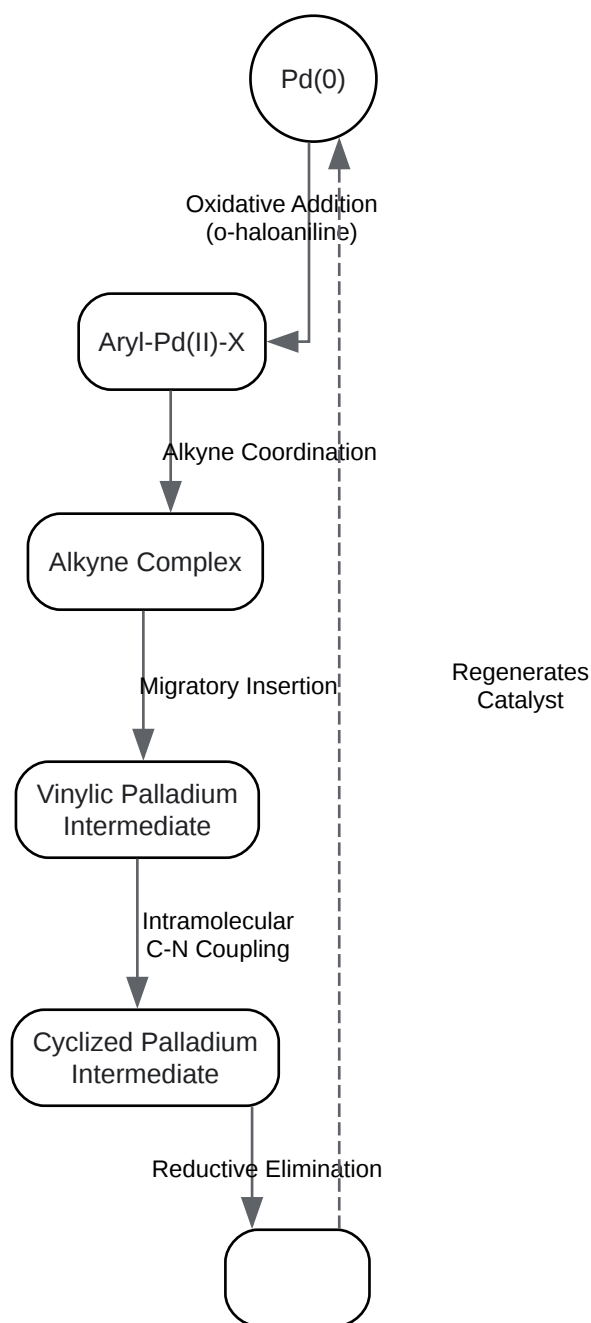 Pd(0)
Oxidative Addition
(o-haloaniline)
Aryl-Pd(II)-X
Alkyne Coordination
Alkyne Complex
Migratory Insertion
Regenerates
Catalyst
Vinylic Palladium
Intermediate
Intramolecular
C-N Coupling
Cyclized Palladium
Intermediate
Reductive Elimination